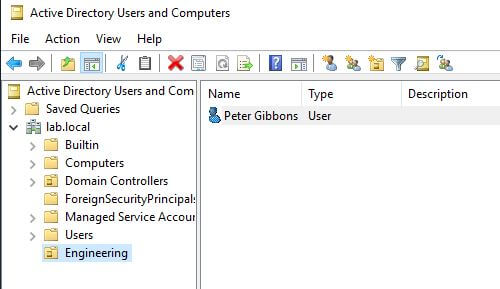 Active Directory Users and Computers
File Action View Help
Active Directory Users and Com
Saved Queries
lab.local
Builtin
Computers
Domain Controllers
ForeignSecurityPrincipals
Managed Service Accour
Users
Engineering
Name Type Description
Peter Gibbons User